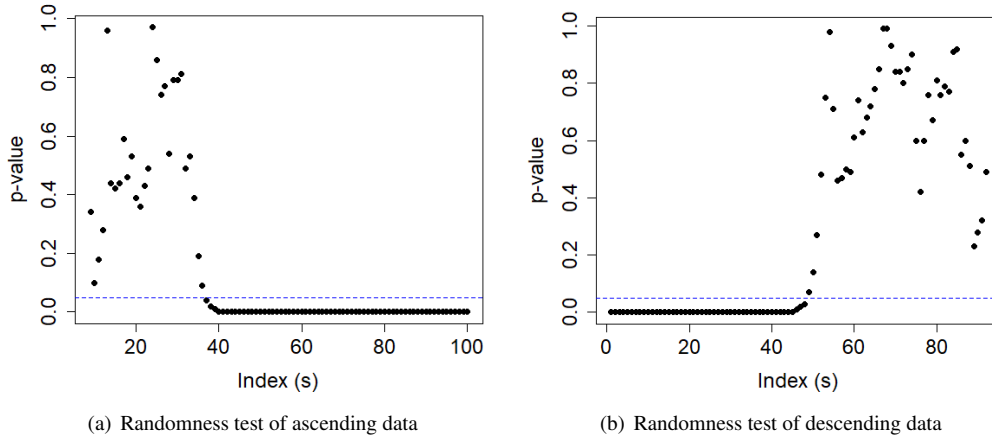 p-value
0.0 0.2 0.4 0.6 0.8 1.0
20 40 60 80 100
Index (s)
(a) Randomness test of ascending data
p-value
0.0 0.2 0.4 0.6 0.8 1.0
0 20 40 60 80
Index (s)
(b) Randomness test of descending data